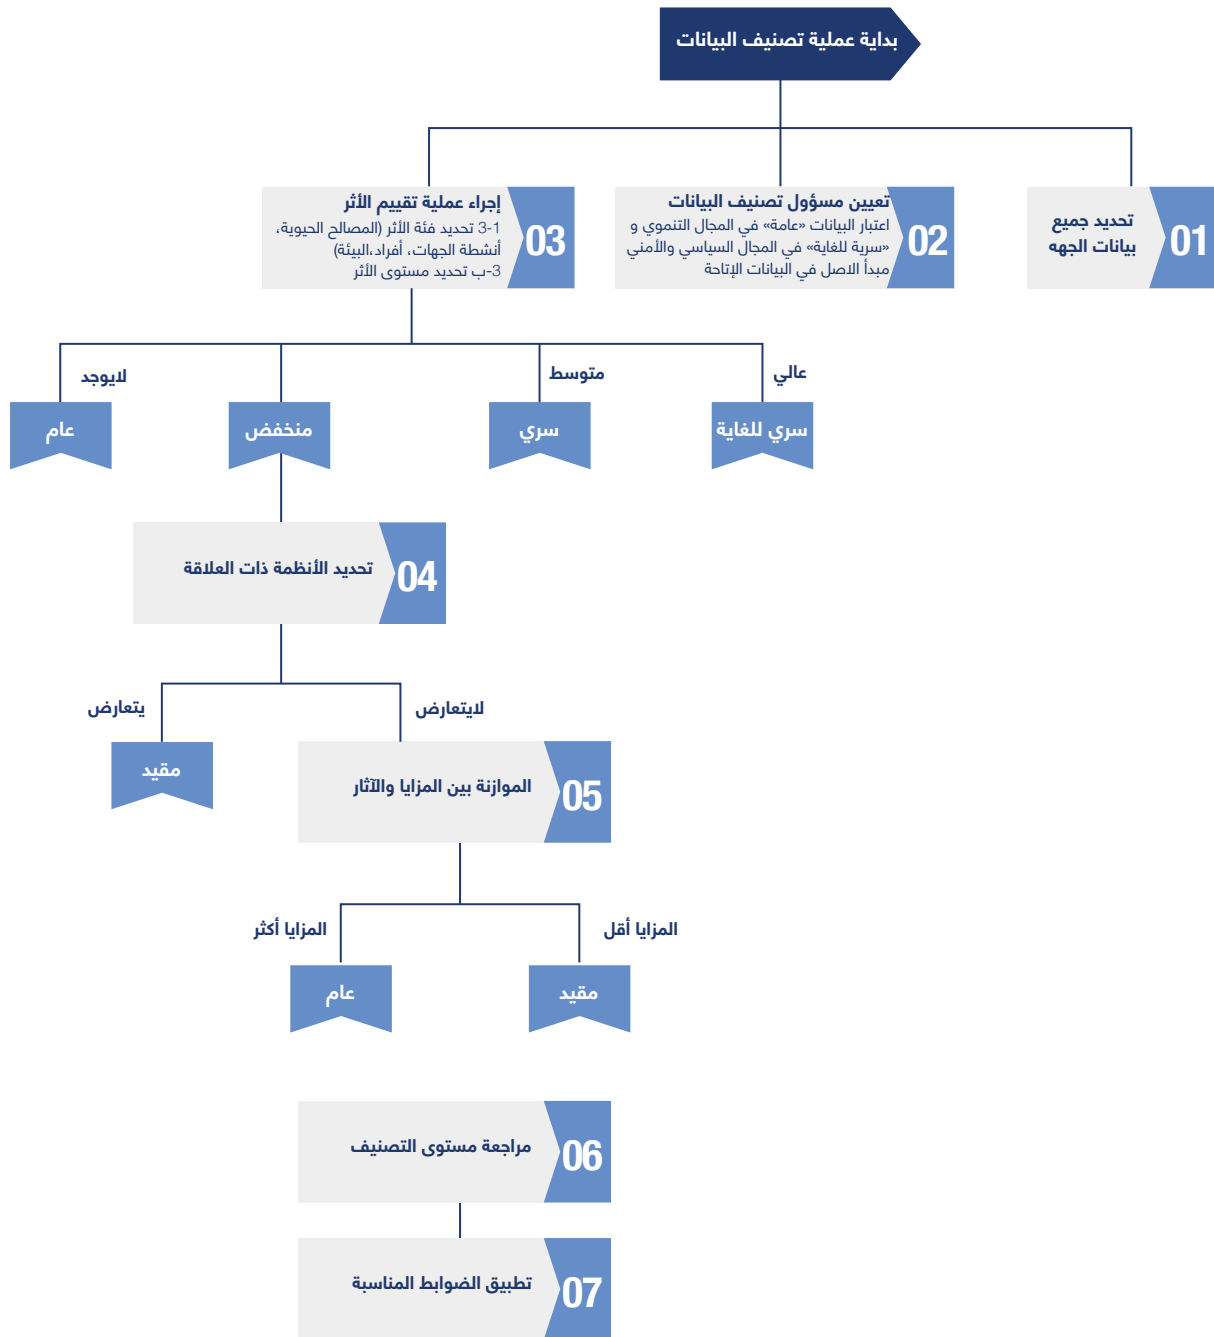 بداية عملية تصنيف البيانات
01
تحديد جميع
بيانات الجهه
02
تعيين مسؤول تصنيف البيانات
اعتبار البيانات «عامة» في المجال التنموي و
«سرية للغاية» في المجال السياسي والأمني
مبدأ الاصل في البيانات الإتاحة
03
إجراء عملية تقييم الأثر
3-1 تحديد فئة الأثر (المصالح الحيوية،
أنشطة الجهات، أفراد،البيئة)
3-ب تحديد مستوى الأثر
عالي
متوسط
لايوجد
سري للغاية
سري
منخفض
عام
04
تحديد الأنظمة ذات العلاقة
لايتعارض
يتعارض
مقيد
05
الموازنة بين المزايا والآثار
المزايا أقل
المزايا أكثر
مقيد
عام
06
مراجعة مستوى التصنيف
07
تطبيق الضوابط المناسبة